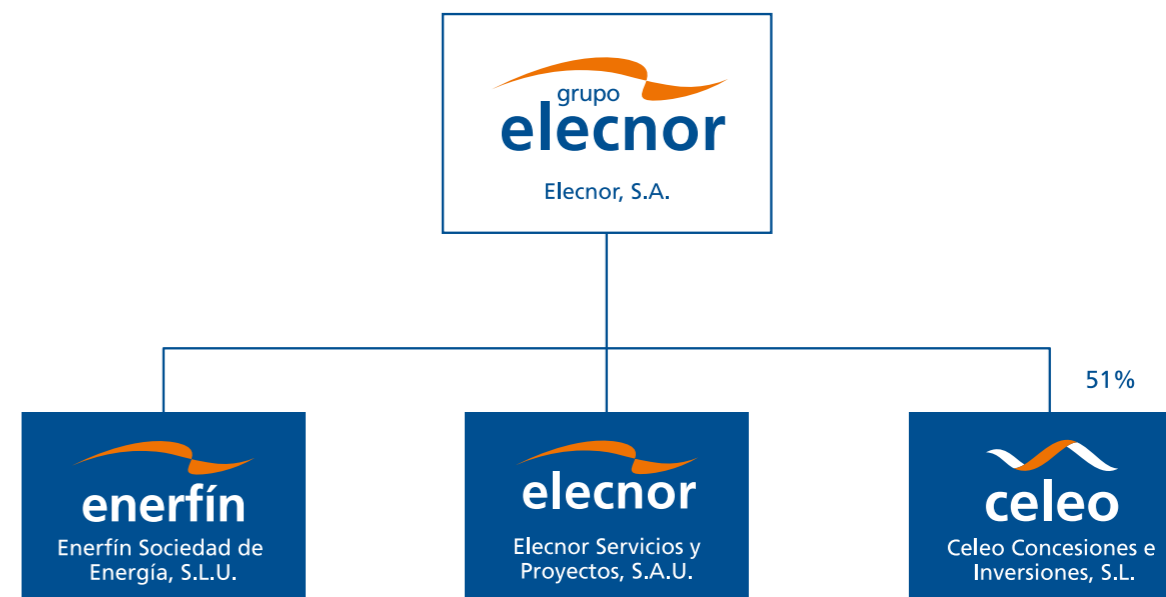 grupo
elecnor
Elecnor, S.A.
51%
enerfín
Enerfín Sociedad de
Energía, S.L.U.
elecnor
Elecnor Servicios y
Proyectos, S.A.U.
celeo
Celeo Concesiones e
Inversiones, S.L.